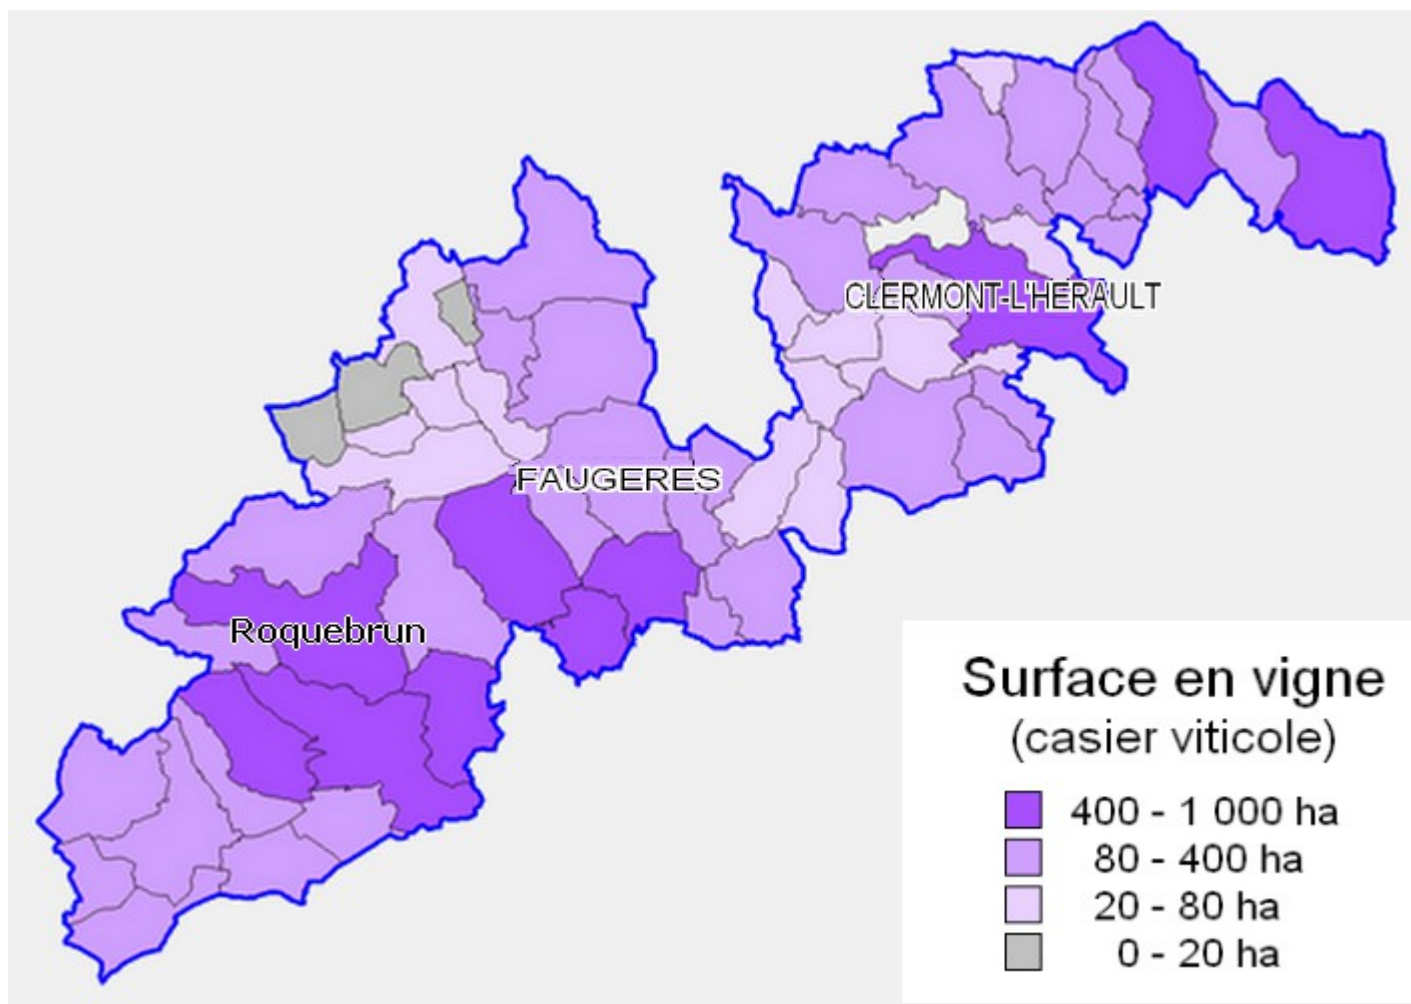 CLERMONT-L'HERAULT
FAUGERES
Roquebrun
Surface en vigne
(casier viticole)
400 - 1 000 ha
80 - 400 ha
20 - 80 ha
0 - 20 ha